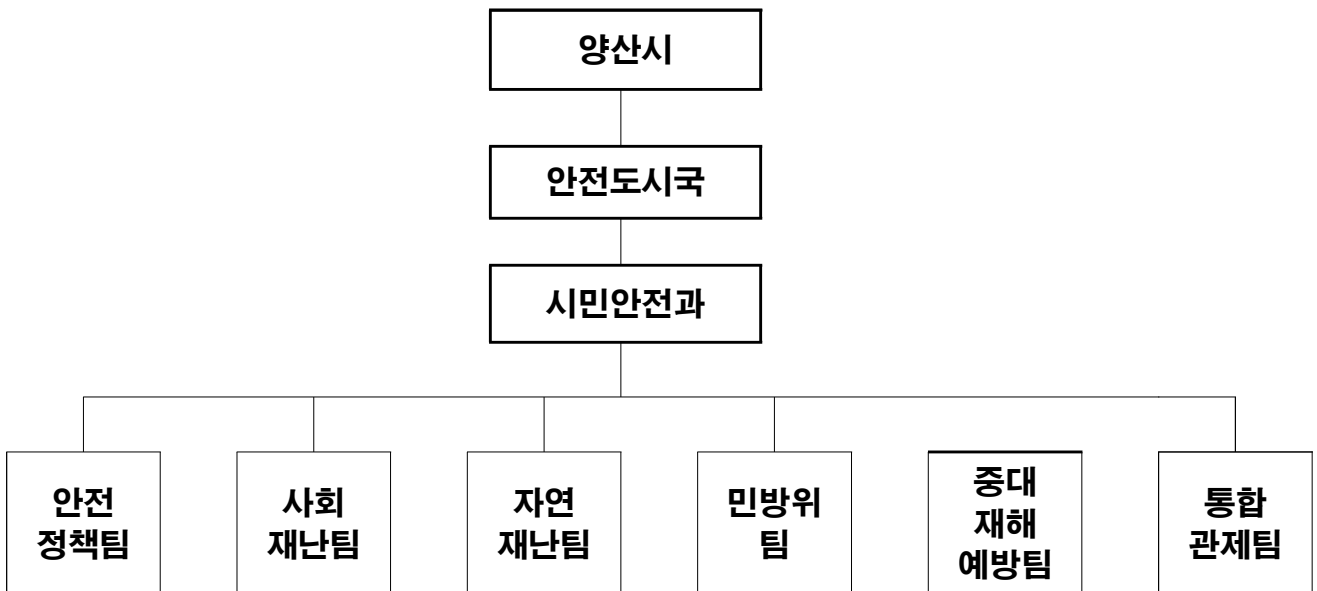 양산시
안전도시국
시민안전과
안전
정책팀
사회
재난팀
자연
재난팀
민방위
팀
중대
재해
예방팀
통합
관제팀